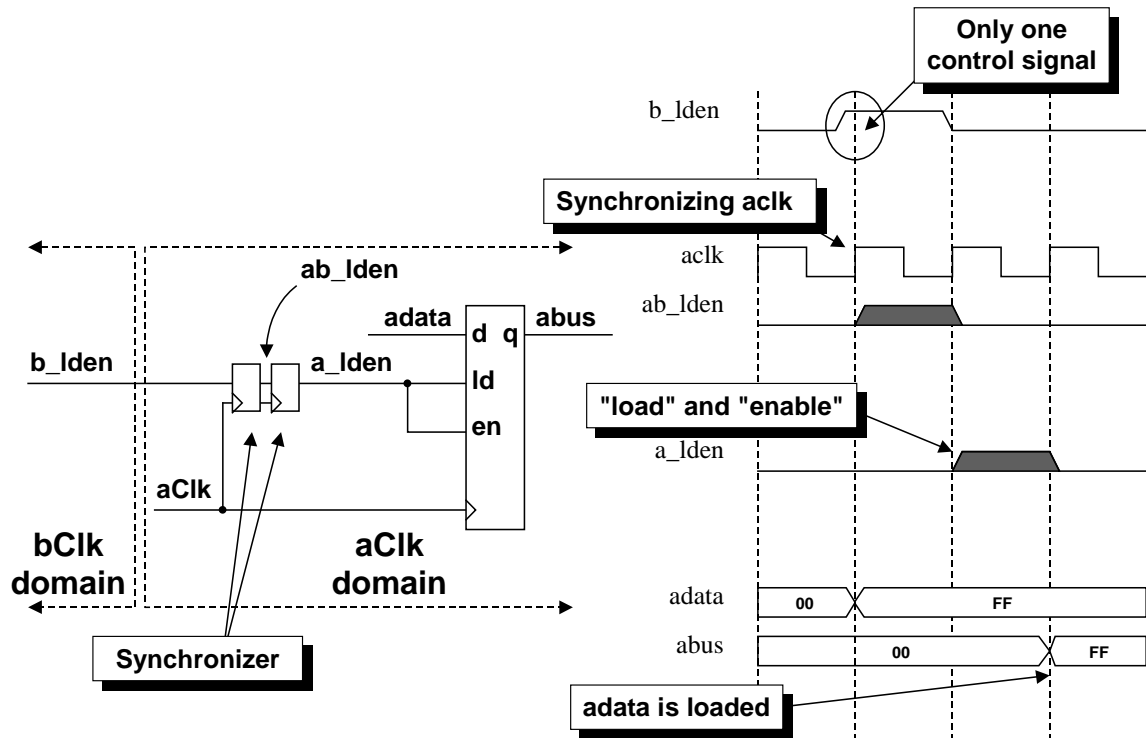 Only one
control signal
b_lden
Synchronizing aclk
aclk
ab_lden
ab_lden
adata
d q
abus
b_lden
a_lden
ld
en
"load" and "enable"
a_lden
aClk
bClk
domain
aClk
domain
adata
00
FF
abus
00
FF
Synchronizer
adata is loaded